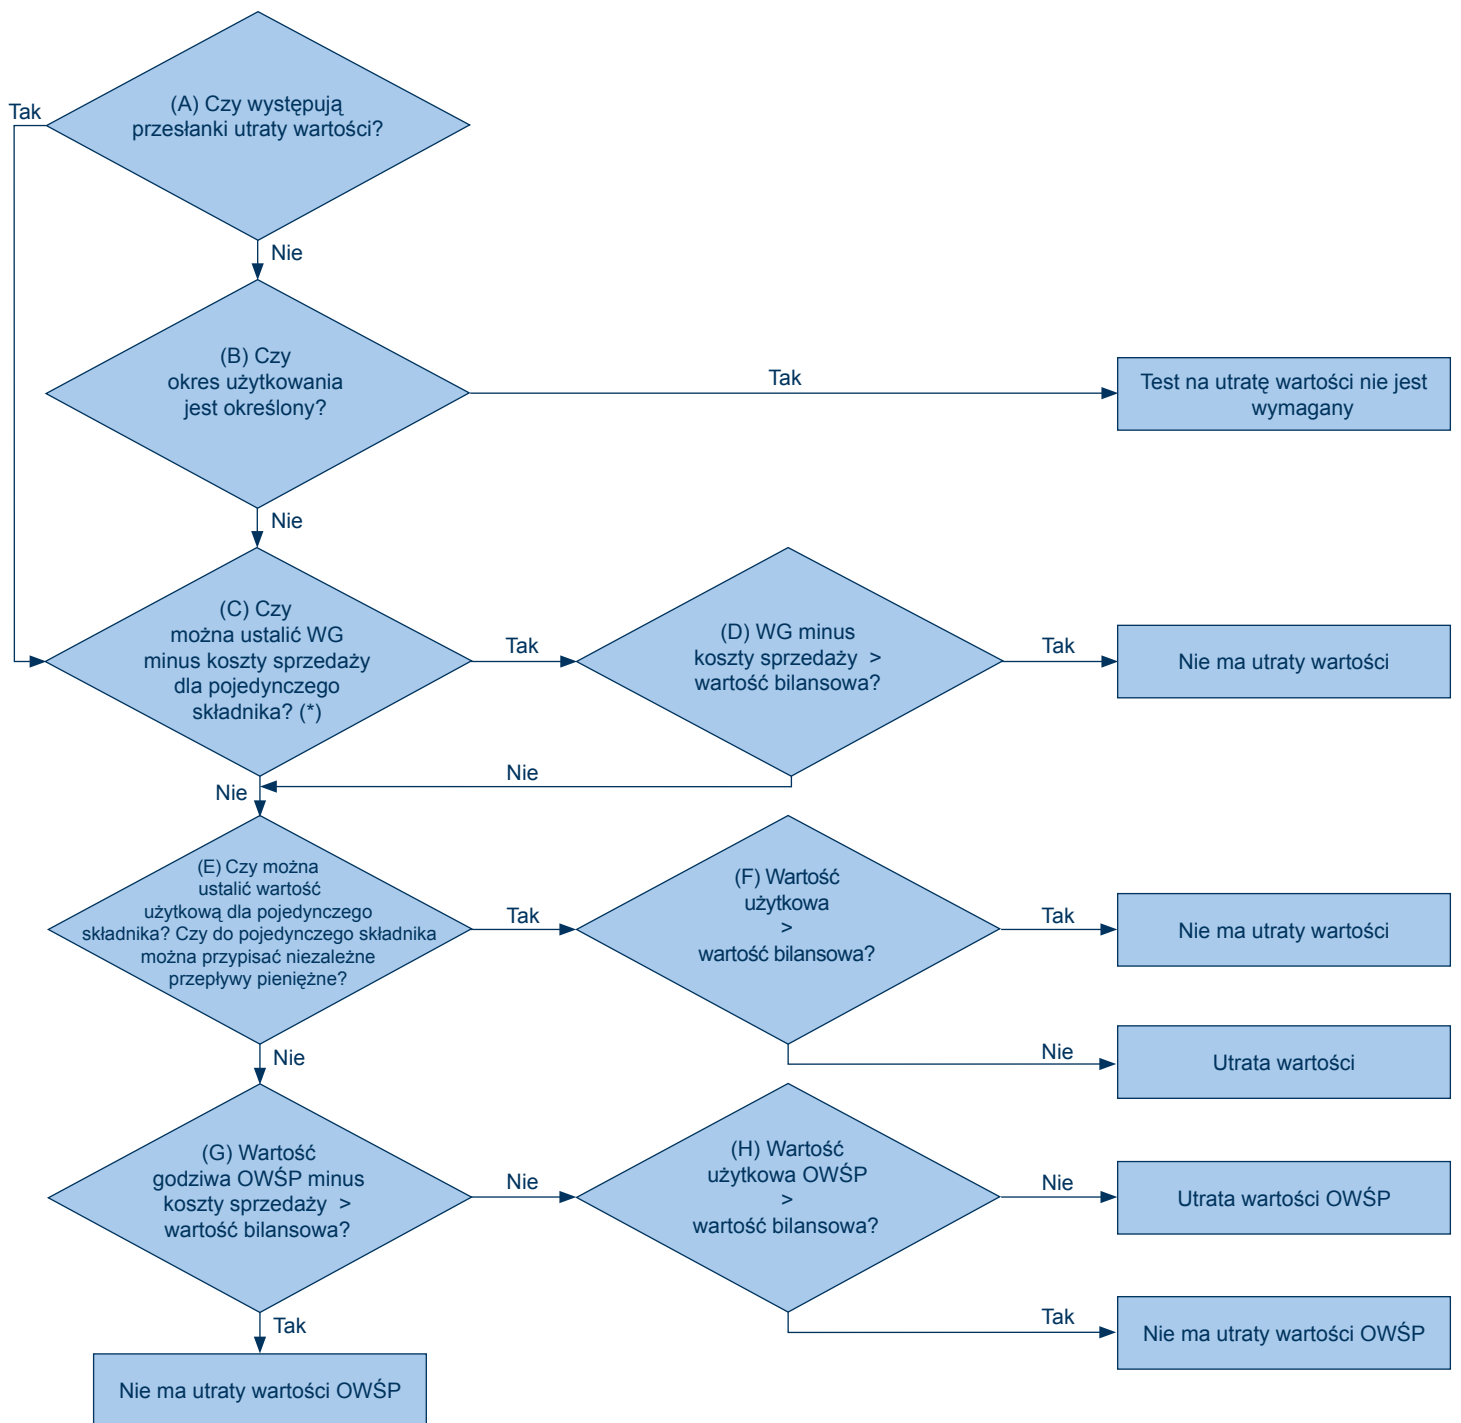 (A) Czy występują
przesłanki utraty wartości?
Tak
Nie
(B) Czy
okres użytkowania
jest określony?
Tak
Test na utratę wartości nie jest
wymagany
Nie
(C) Czy
można ustalić WG
minus koszty sprzedaży
dla pojedynczego
składnika? (*)
Tak
(D) WG minus
koszty sprzedaży >
wartość bilansowa?
Tak
Nie ma utraty wartości
Nie
Nie
(E) Czy można
ustalić wartość
użytkową dla pojedynczego
składnika? Czy do pojedynczego składnika
można przypisać niezależne
przepływy pieniężne?
Tak
(F) Wartość
użytkowa
>
wartość bilansowa?
Tak
Nie ma utraty wartości
Nie
Utrata wartości
Nie
(G) Wartość
godziwa OWŚP minus
koszty sprzedaży >
wartość bilansowa?
Nie
(H) Wartość
użytkowa OWŚP
>
wartość bilansowa?
Nie
Utrata wartości OWŚP
Tak
Nie ma utraty wartości OWŚP
Tak
Nie ma utraty wartości OWŚP